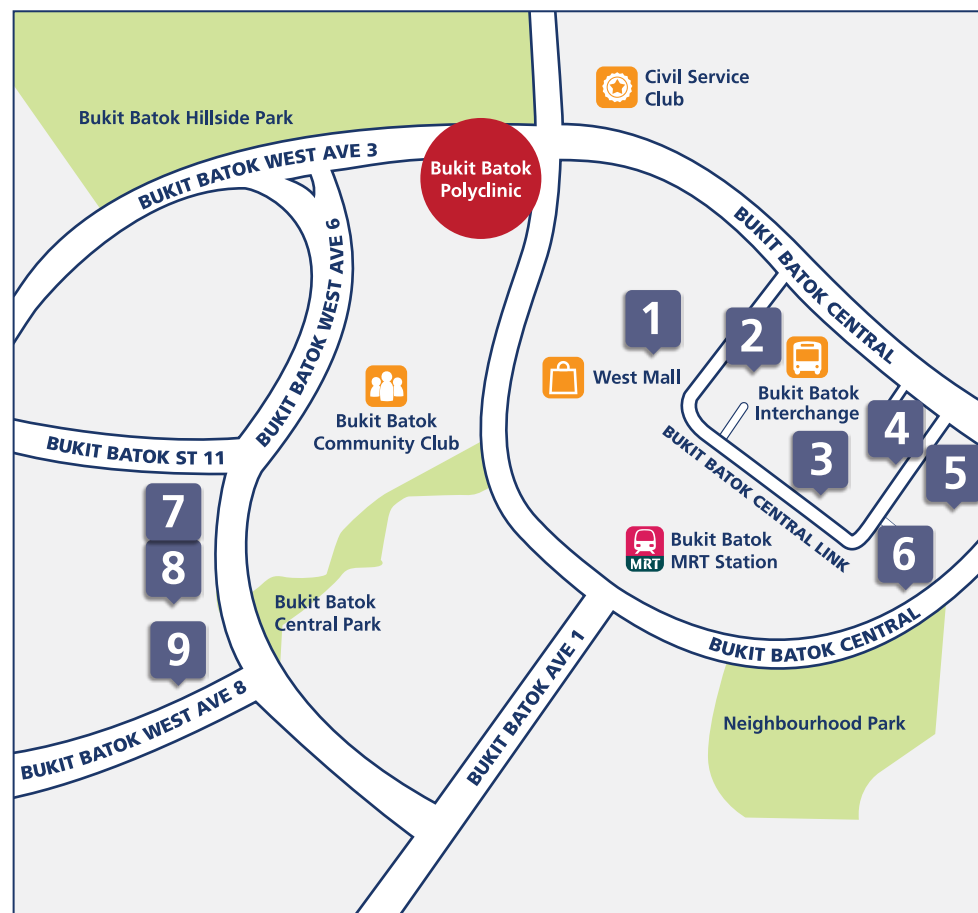 Civil Service
Club
Bukit Batok Hillside Park
BUKIT BATOK WEST AVE 3
Bukit Batok
Polyclinic
BUKIT BATOK WEST AVE 6
BUKIT BATOK CENTRAL
1
2
West Mall
Bukit Batok
Interchange
Bukit Batok
Community Club
BUKIT BATOK ST 11
3
4
5
BUKIT BATOK CENTRAL LINK
6
7
8
9
MRT
Bukit Batok
MRT Station
Bukit Batok
Central Park
BUKIT BATOK CENTRAL
BUKIT BATOK AVE 1
BUKIT BATOK WEST AVE 8
Neighbourhood Park